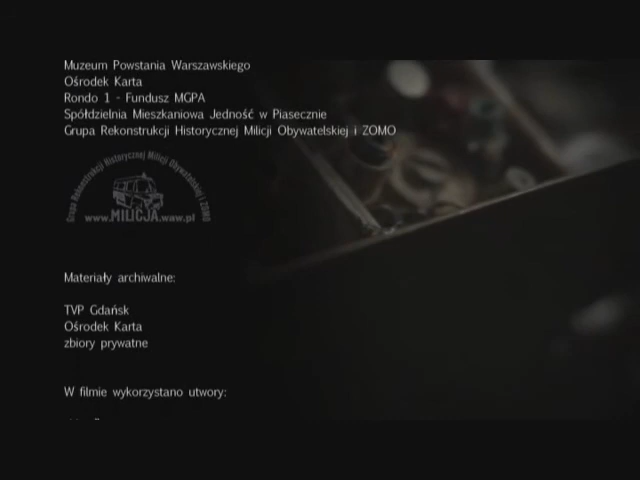 Muzeum Powstania Warszawskiego
Ośrodek Karta
Rondo 1 - Fundusz MGPA
Spółdzielnia Mieszkaniowa Jedność w Piasecznie
Grupa Rekonstrukcji Historycznej Milicji Obywatelskiej i ZOMO
Grupa Rekonstrukcji Historycznej Milicji Obywatelskiej i ZOMO
www.MILICJA.waw.pl
Materiały archiwalne:
TVP Gdańsk
Ośrodek Karta
zbiory prywatne
W filmie wykorzystano utwory: